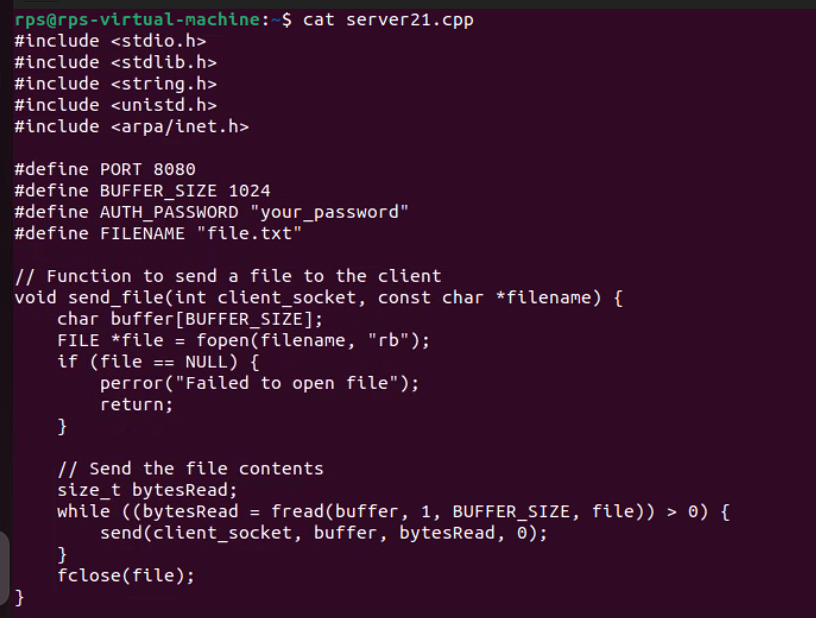 rps@rps-virtual-machine:~$ cat server21.cpp
#include <stdio.h>
#include <stdlib.h>
#include <string.h>
#include <unistd.h>
#include <arpa/inet.h>

#define PORT 8080
#define BUFFER_SIZE 1024
#define AUTH_PASSWORD "your_password"
#define FILENAME "file.txt"

// Function to send a file to the client
void send_file(int client_socket, const char *filename) {
    char buffer[BUFFER_SIZE];
    FILE *file = fopen(filename, "rb");
    if (file == NULL) {
        perror("Failed to open file");
        return;
    }

    // Send the file contents
    size_t bytesRead;
    while ((bytesRead = fread(buffer, 1, BUFFER_SIZE, file)) > 0) {
        send(client_socket, buffer, bytesRead, 0);
    }
    fclose(file);
}